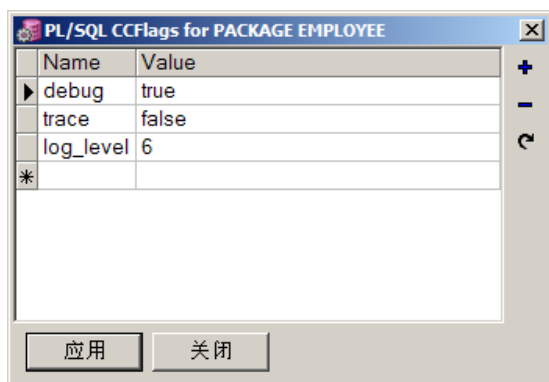 PL/SQL CCFlags for PACKAGE EMPLOYEE
Name Value
debug true
trace false
log_level 6
应用 关闭